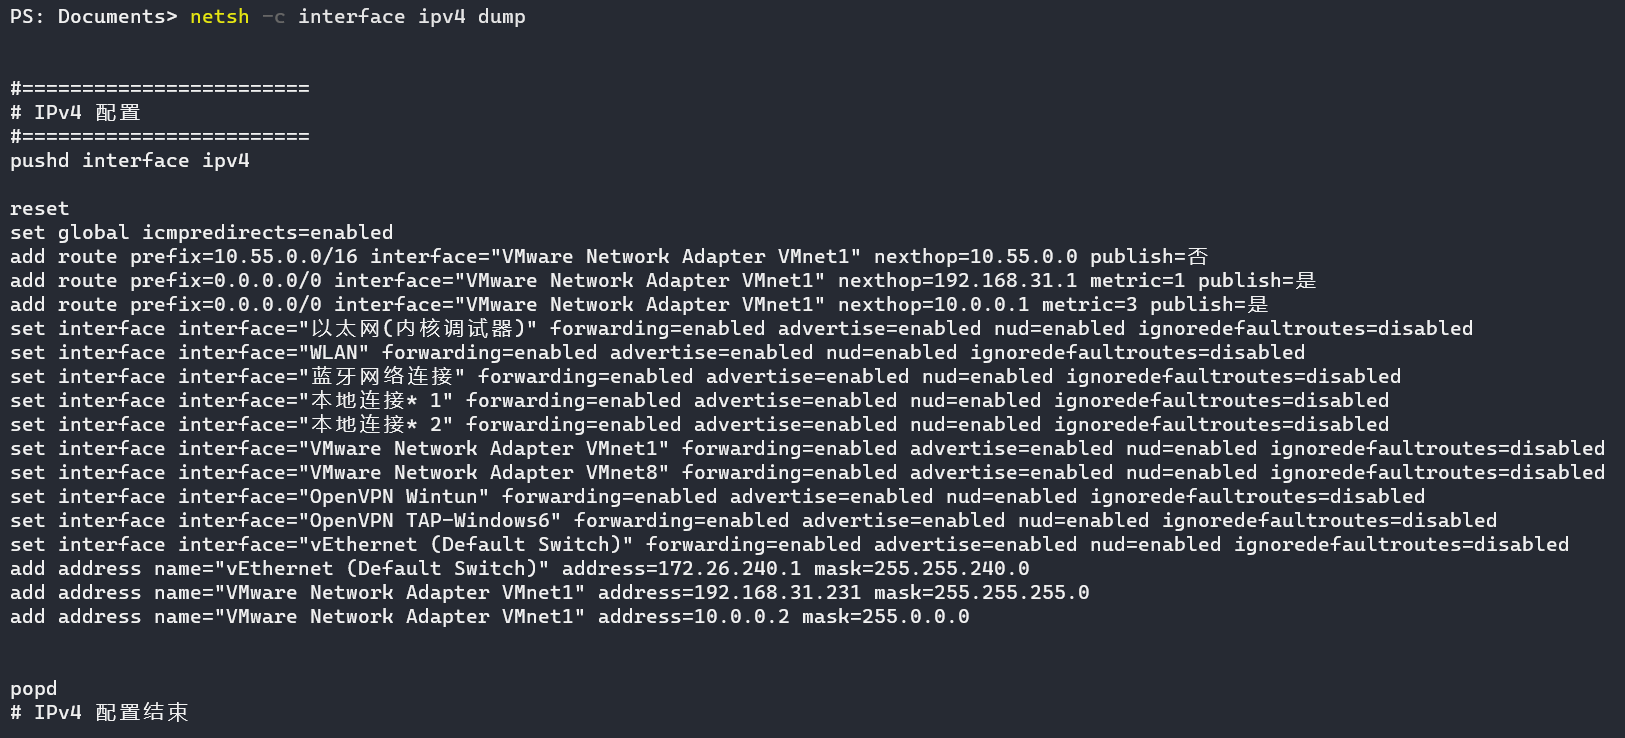 PS: Documents> netsh -c interface ipv4 dump
#========================
# IPv4 配置
#========================
pushd interface ipv4
reset
set global icmpredirects=enabled
add route prefix=10.55.0.0/16 interface="VMware Network Adapter VMnet1" nexthop=10.55.0.0 publish=否
add route prefix=0.0.0.0/0 interface="VMware Network Adapter VMnet1" nexthop=192.168.31.1 metric=1 publish=是
add route prefix=0.0.0.0/0 interface="VMware Network Adapter VMnet1" nexthop=10.0.0.1 metric=3 publish=是
set interface interface="以太网(内核调试器)" forwarding=enabled advertise=enabled nud=enabled ignoredefaultroutes=disabled
set interface interface="WLAN" forwarding=enabled advertise=enabled nud=enabled ignoredefaultroutes=disabled
set interface interface="蓝牙网络连接" forwarding=enabled advertise=enabled nud=enabled ignoredefaultroutes=disabled
set interface interface="本地连接* 1" forwarding=enabled advertise=enabled nud=enabled ignoredefaultroutes=disabled
set interface interface="本地连接* 2" forwarding=enabled advertise=enabled nud=enabled ignoredefaultroutes=disabled
set interface interface="VMware Network Adapter VMnet1" forwarding=enabled advertise=enabled nud=enabled ignoredefaultroutes=disabled
set interface interface="VMware Network Adapter VMnet8" forwarding=enabled advertise=enabled nud=enabled ignoredefaultroutes=disabled
set interface interface="OpenVPN Wintun" forwarding=enabled advertise=enabled nud=enabled ignoredefaultroutes=disabled
set interface interface="OpenVPN TAP-Windows6" forwarding=enabled advertise=enabled nud=enabled ignoredefaultroutes=disabled
set interface interface="vEthernet (Default Switch)" forwarding=enabled advertise=enabled nud=enabled ignoredefaultroutes=disabled
add address name="vEthernet (Default Switch)" address=172.26.240.1 mask=255.255.240.0
add address name="VMware Network Adapter VMnet1" address=192.168.31.231 mask=255.255.255.0
add address name="VMware Network Adapter VMnet1" address=10.0.0.2 mask=255.0.0.0
popd
# IPv4 配置结束